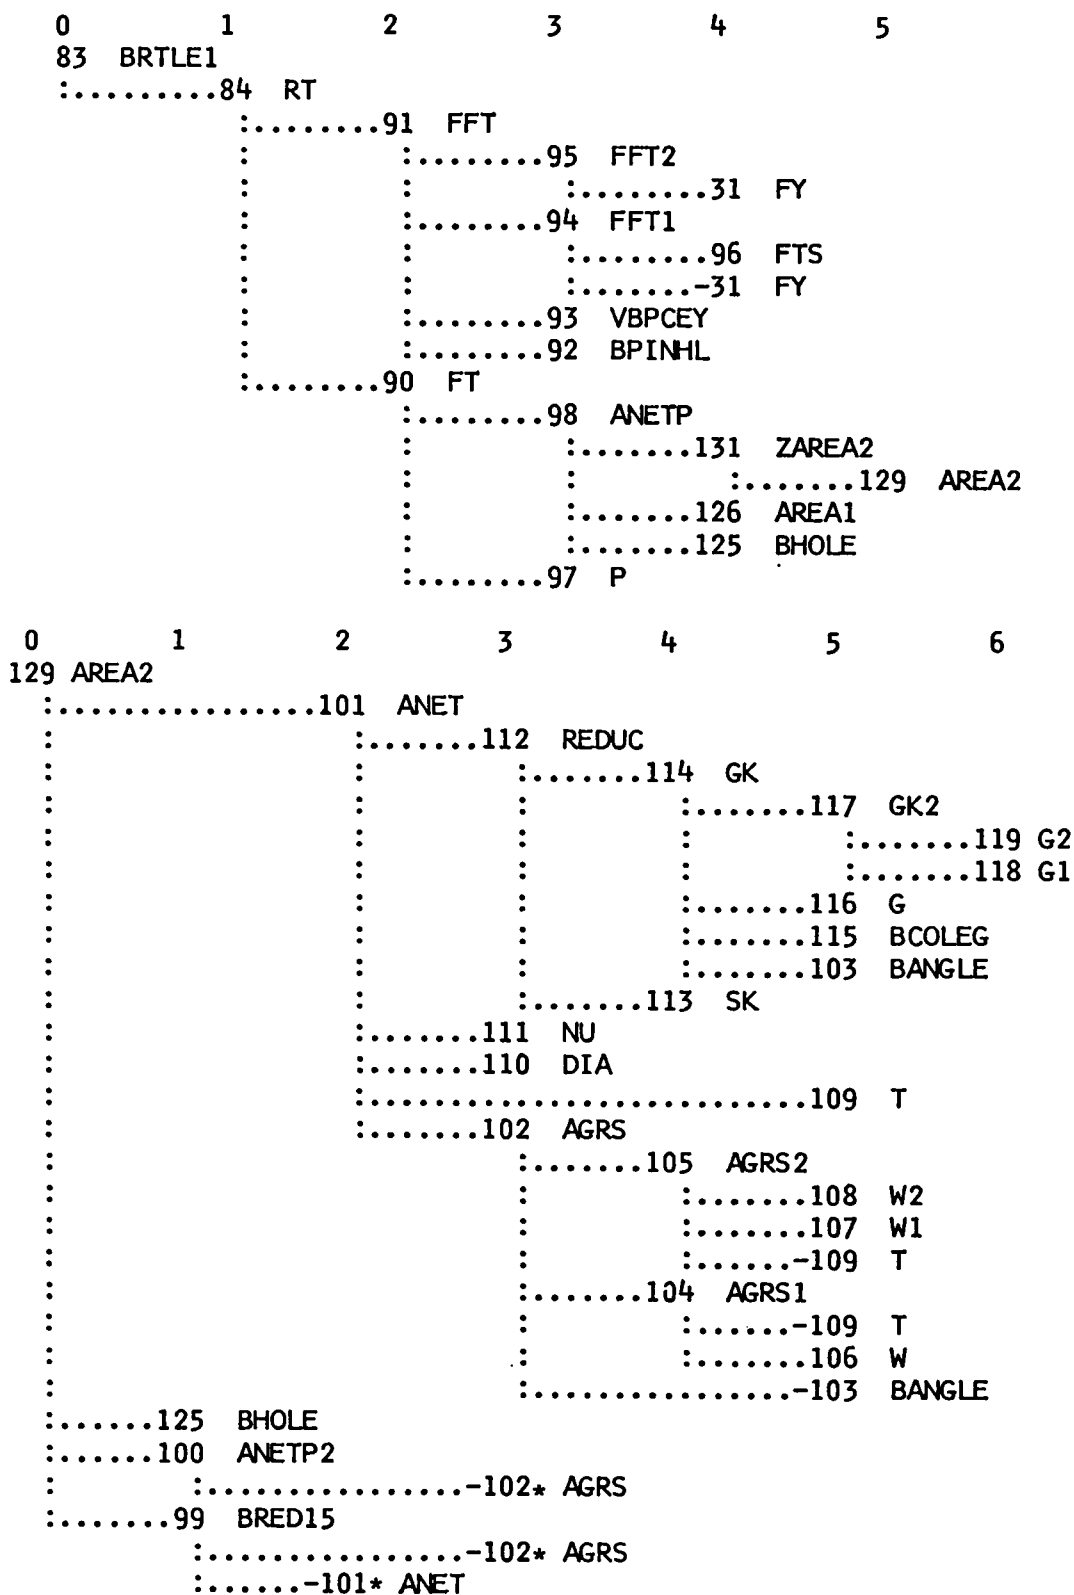 0 1 2 3 4 5
83 BRTLE1
:.........84 RT
:........91 FFT
: :........95 FFT2
: : :........31 FY
: :........94 FFT1
: : :........96 FTS
: : :.......-31 FY
: :........93 VBPCEY
: :........92 BPINHL
:........90 FT
:........98 ANETP
: :.......131 ZAREA2
: : :.......129 AREA2
: :.......126 AREA1
: :.......125 BHOLE
:........97 P
0 1 2 3 4 5 6
129 AREA2
:................101 ANET
: :.......112 REDUC
: : :.......114 GK
: : : :.......117 GK2
: : : : :.......119 G2
: : : : :.......118 G1
: : : :.......116 G
: : : :.......115 BCOLEG
: : : :.......103 BANGLE
: : :.......113 SK
: :.......111 NU
: :.......110 DIA
: :...........................109 T
: :.......102 AGRS
: :.......105 AGRS2
: : :.......108 W2
: : :.......107 W1
: : :......-109 T
: :.......104 AGRS1
: : :......-109 T
: : :.......106 W
: :................-103 BANGLE
:......125 BHOLE
:......100 ANETP2
: :................-102* AGRS
:.......99 BRED15
:................-102* AGRS
:......-101* ANET